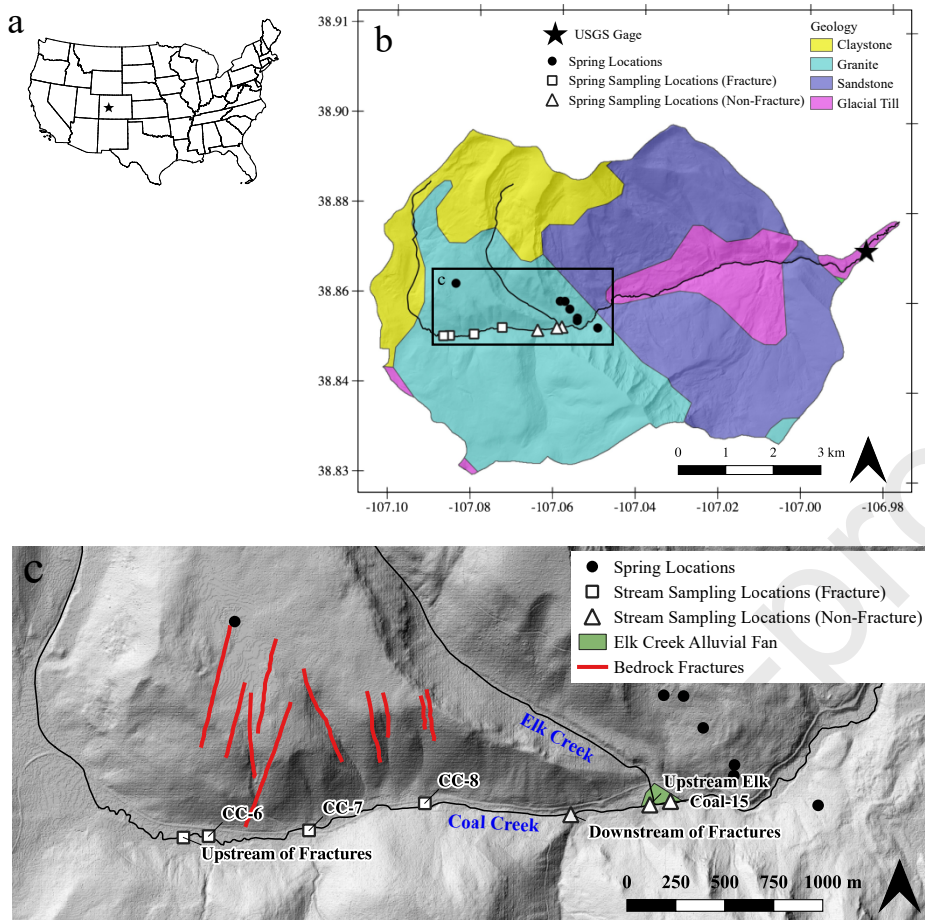 a
b
USGS Gage
Spring Locations
Spring Sampling Locations (Fracture)
Spring Sampling Locations (Non-Fracture)
Geology
Claystone
Granite
Sandstone
Glacial Till
38.91
38.90
38.88
38.86
38.84
38.83
c
0 1 2 3 km
-107.10 -107.08 -107.06 -107.04 -107.02 -107.00 -106.98
c
Spring Locations
Stream Sampling Locations (Fracture)
Stream Sampling Locations (Non-Fracture)
Elk Creek Alluvial Fan
Bedrock Fractures
Elk Creek
CC-8
Upstream Elk
Coal-15
CC-6
CC-7
Coal Creek
Downstream of Fractures
Upstream of Fractures
0 250 500 750 1000 m